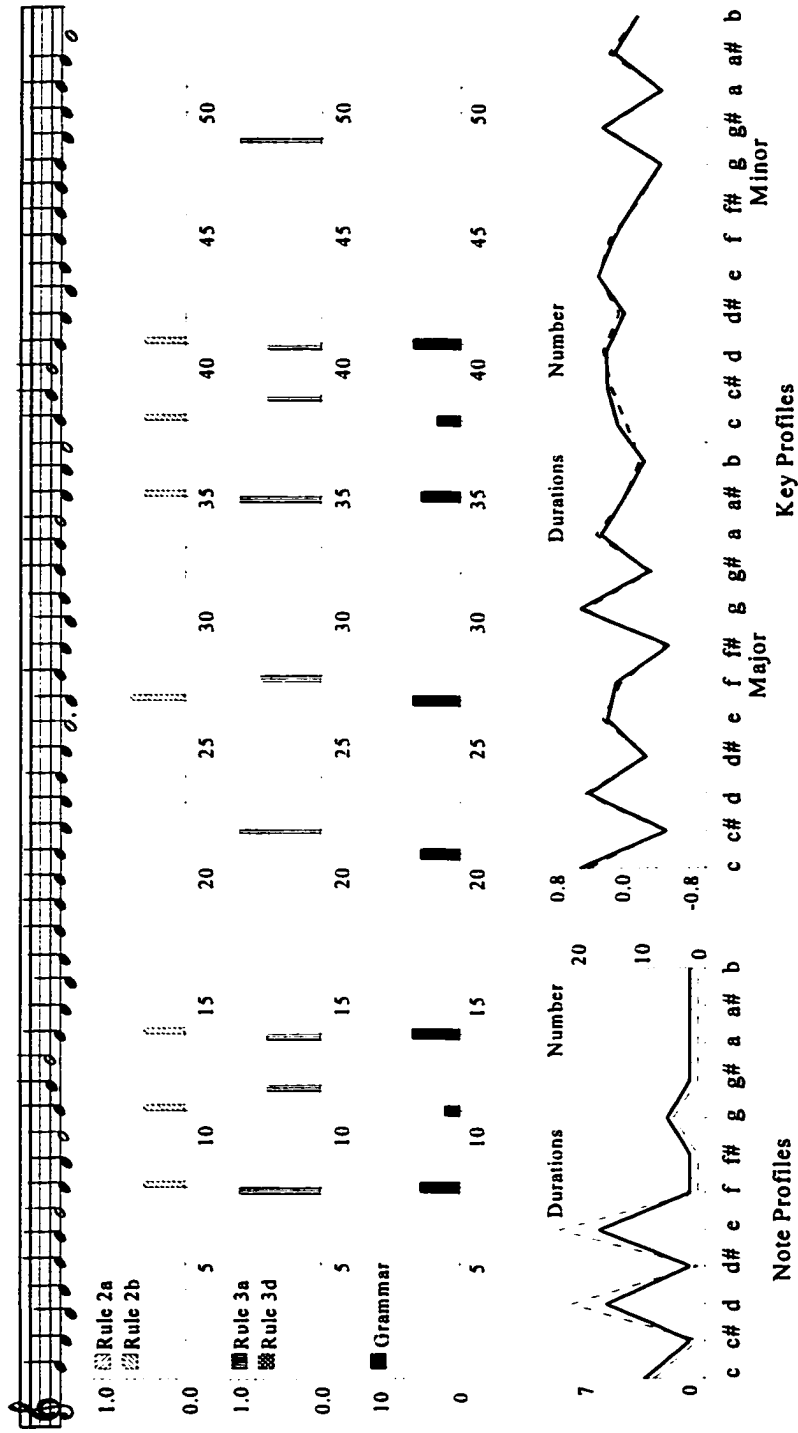 1.0
Rule 2a
Rule 2b
0.0
1.0
5 10 15 20 25 30 35 40 45 50
Rule 3a
Rule 3d
0.0
5 10 15 20 25 30 35 40 45 50
10
Grammar
0
5 10 15 20 25 30 35 40 45 50
7
Durations Number
20
10
0
0
c c# d d# e f f# g g# a a# b
Note Profiles
0.8
Durations Number
0.0
-0.8
c c# d d# e f f# g g# a a# b c c# d d# e f f# g g# a a# b
Major Minor
Key Profiles